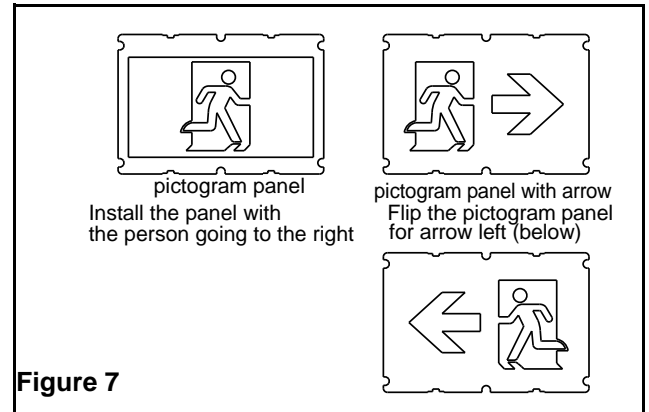 pictogram panel
Install the panel with
the person going to the right
pictogram panel with arrow
Flip the pictogram panel
for arrow left (below)
Figure 7